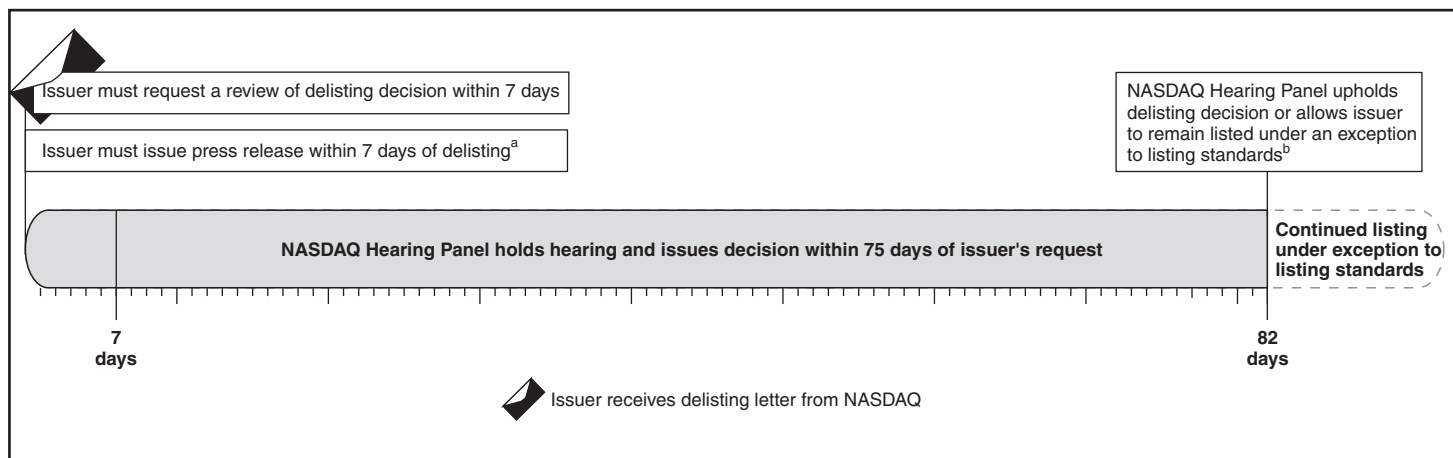 Issuer must request a review of delisting decision within 7 days
Issuer must issue press release within 7 days of delistingᵃ
NASDAQ Hearing Panel upholds
delisting decision or allows issuer
to remain listed under an exception
to listing standardsᵇ
NASDAQ Hearing Panel holds hearing and issues decision within 75 days of issuer's request
Continued listing
under exception to
listing standards
7
days
82
days
Issuer receives delisting letter from NASDAQ